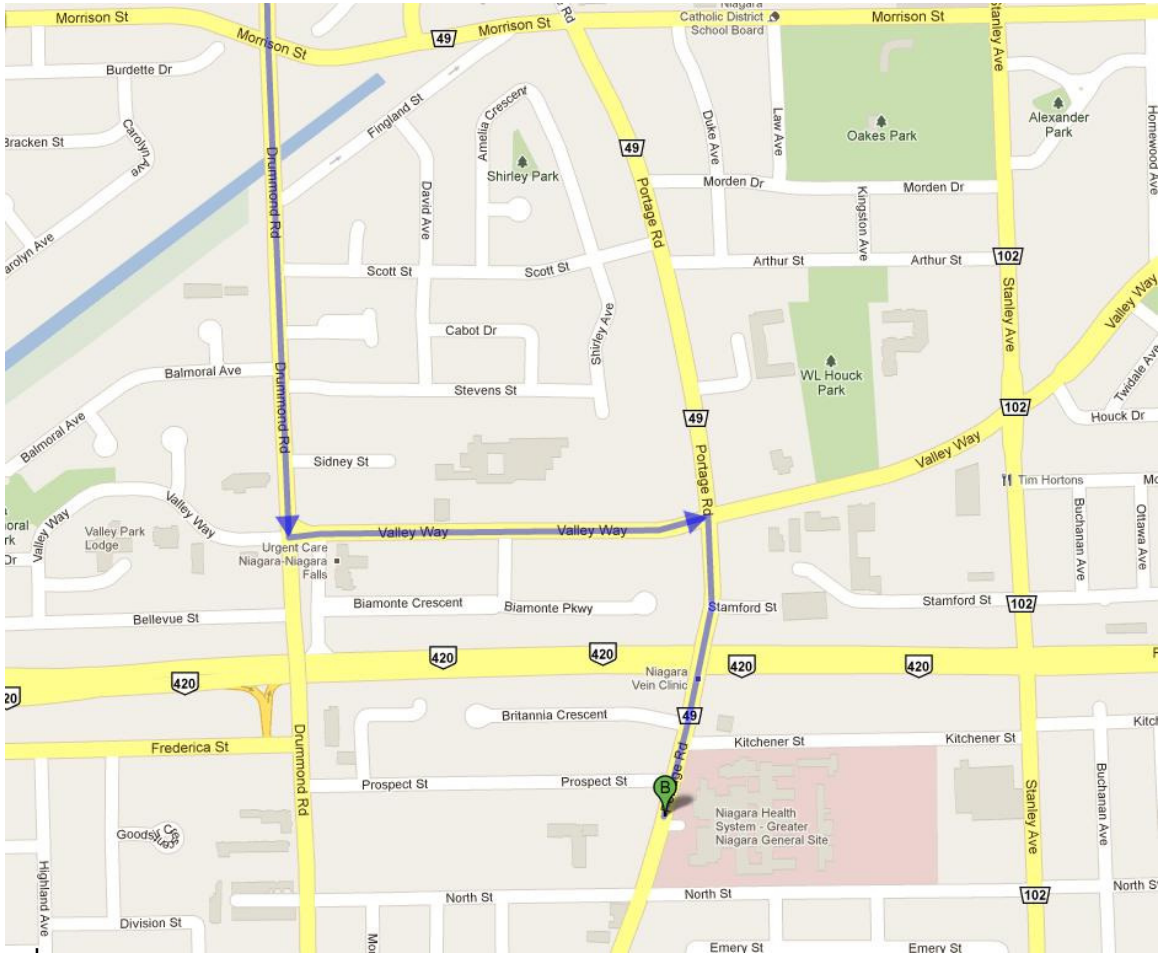 Niagara
Catholic District
School Board
Morrison St
Morrison St
49
Morrison St
Burdette Dr
Fingland St
Amelia Crescent
Duke Ave
Law Ave
Oakes Park
Stanley Ave
Alexander
Park
Homewood Ave
Bracken St
Carolyn Ave
49
Shirley Park
Drummond Rd
David Ave
Portage Rd
Morden Dr
Morden Dr
Kingston Ave
Scott St
Scott St
Arthur St
Arthur St
102
Stanley Ave
Valley Way
Shirley Ave
Cabot Dr
Balmoral Ave
Drummond Rd
Stevens St
WL Houck
Park
Twidale Ave
Houck Dr
102
49
Balmoral Ave
Portage Rd
Valley Way
Sidney St
Tim Hortons
Valley Way
Valley Way
Valley Park
Lodge
Dr
Urgent Care
Niagara-Niagara
Falls
Valley Way
Valley Way
Buchanan Ave
Ottawa Ave
Biamonte Crescent
Biamonte Pkwy
Stamford St
Stamford St
102
Bellevue St
420
420
420
420
420
Niagara
Vein Clinic
Britannia Crescent
49
Kitchener St
Kitchener St
Frederica St
Drummond Rd
Prospect St
Prospect St
B
Niagara Health
System - Greater
Niagara General Site
Stanley Ave
Buchanan Ave
Highland Ave
North St
North St
102
North St
Division St
Emery St
Emery St